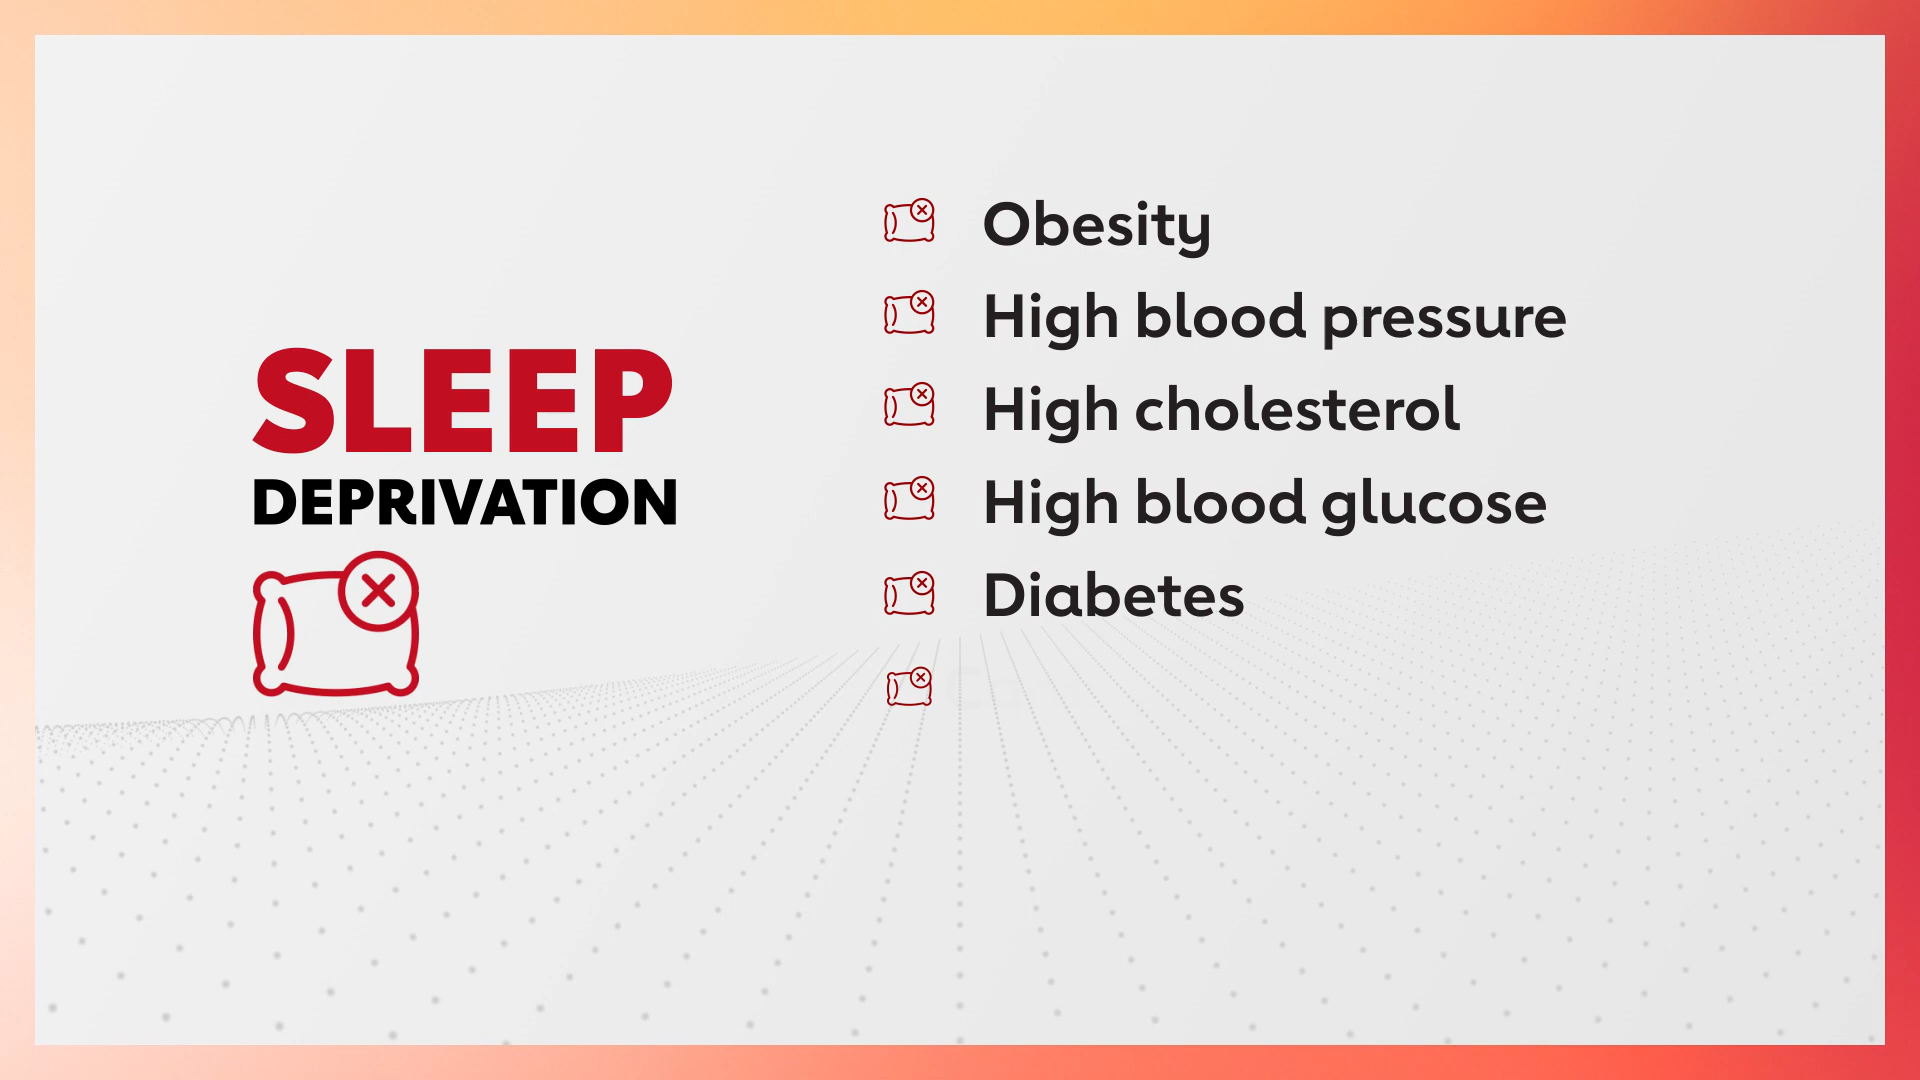 SLEEP
DEPRIVATION
Obesity
High blood pressure
High cholesterol
High blood glucose
Diabetes